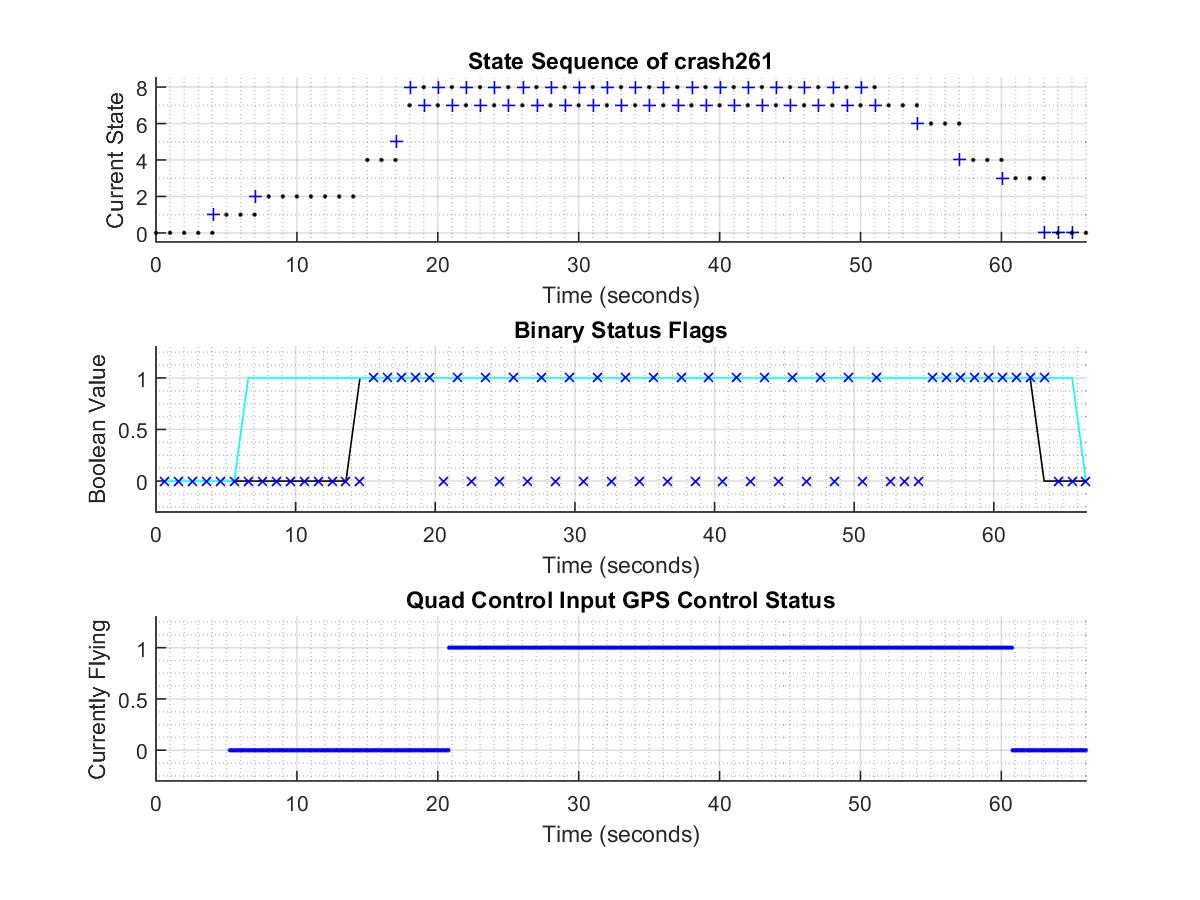 State Sequence of crash261
Current State
8
6
4
2
0
0 10 20 30 40 50 60
Time (seconds)
Binary Status Flags
Boolean Value
1
0.5
0
0 10 20 30 40 50 60
Time (seconds)
Quad Control Input GPS Control Status
Currently Flying
1
0.5
0
0 10 20 30 40 50 60
Time (seconds)